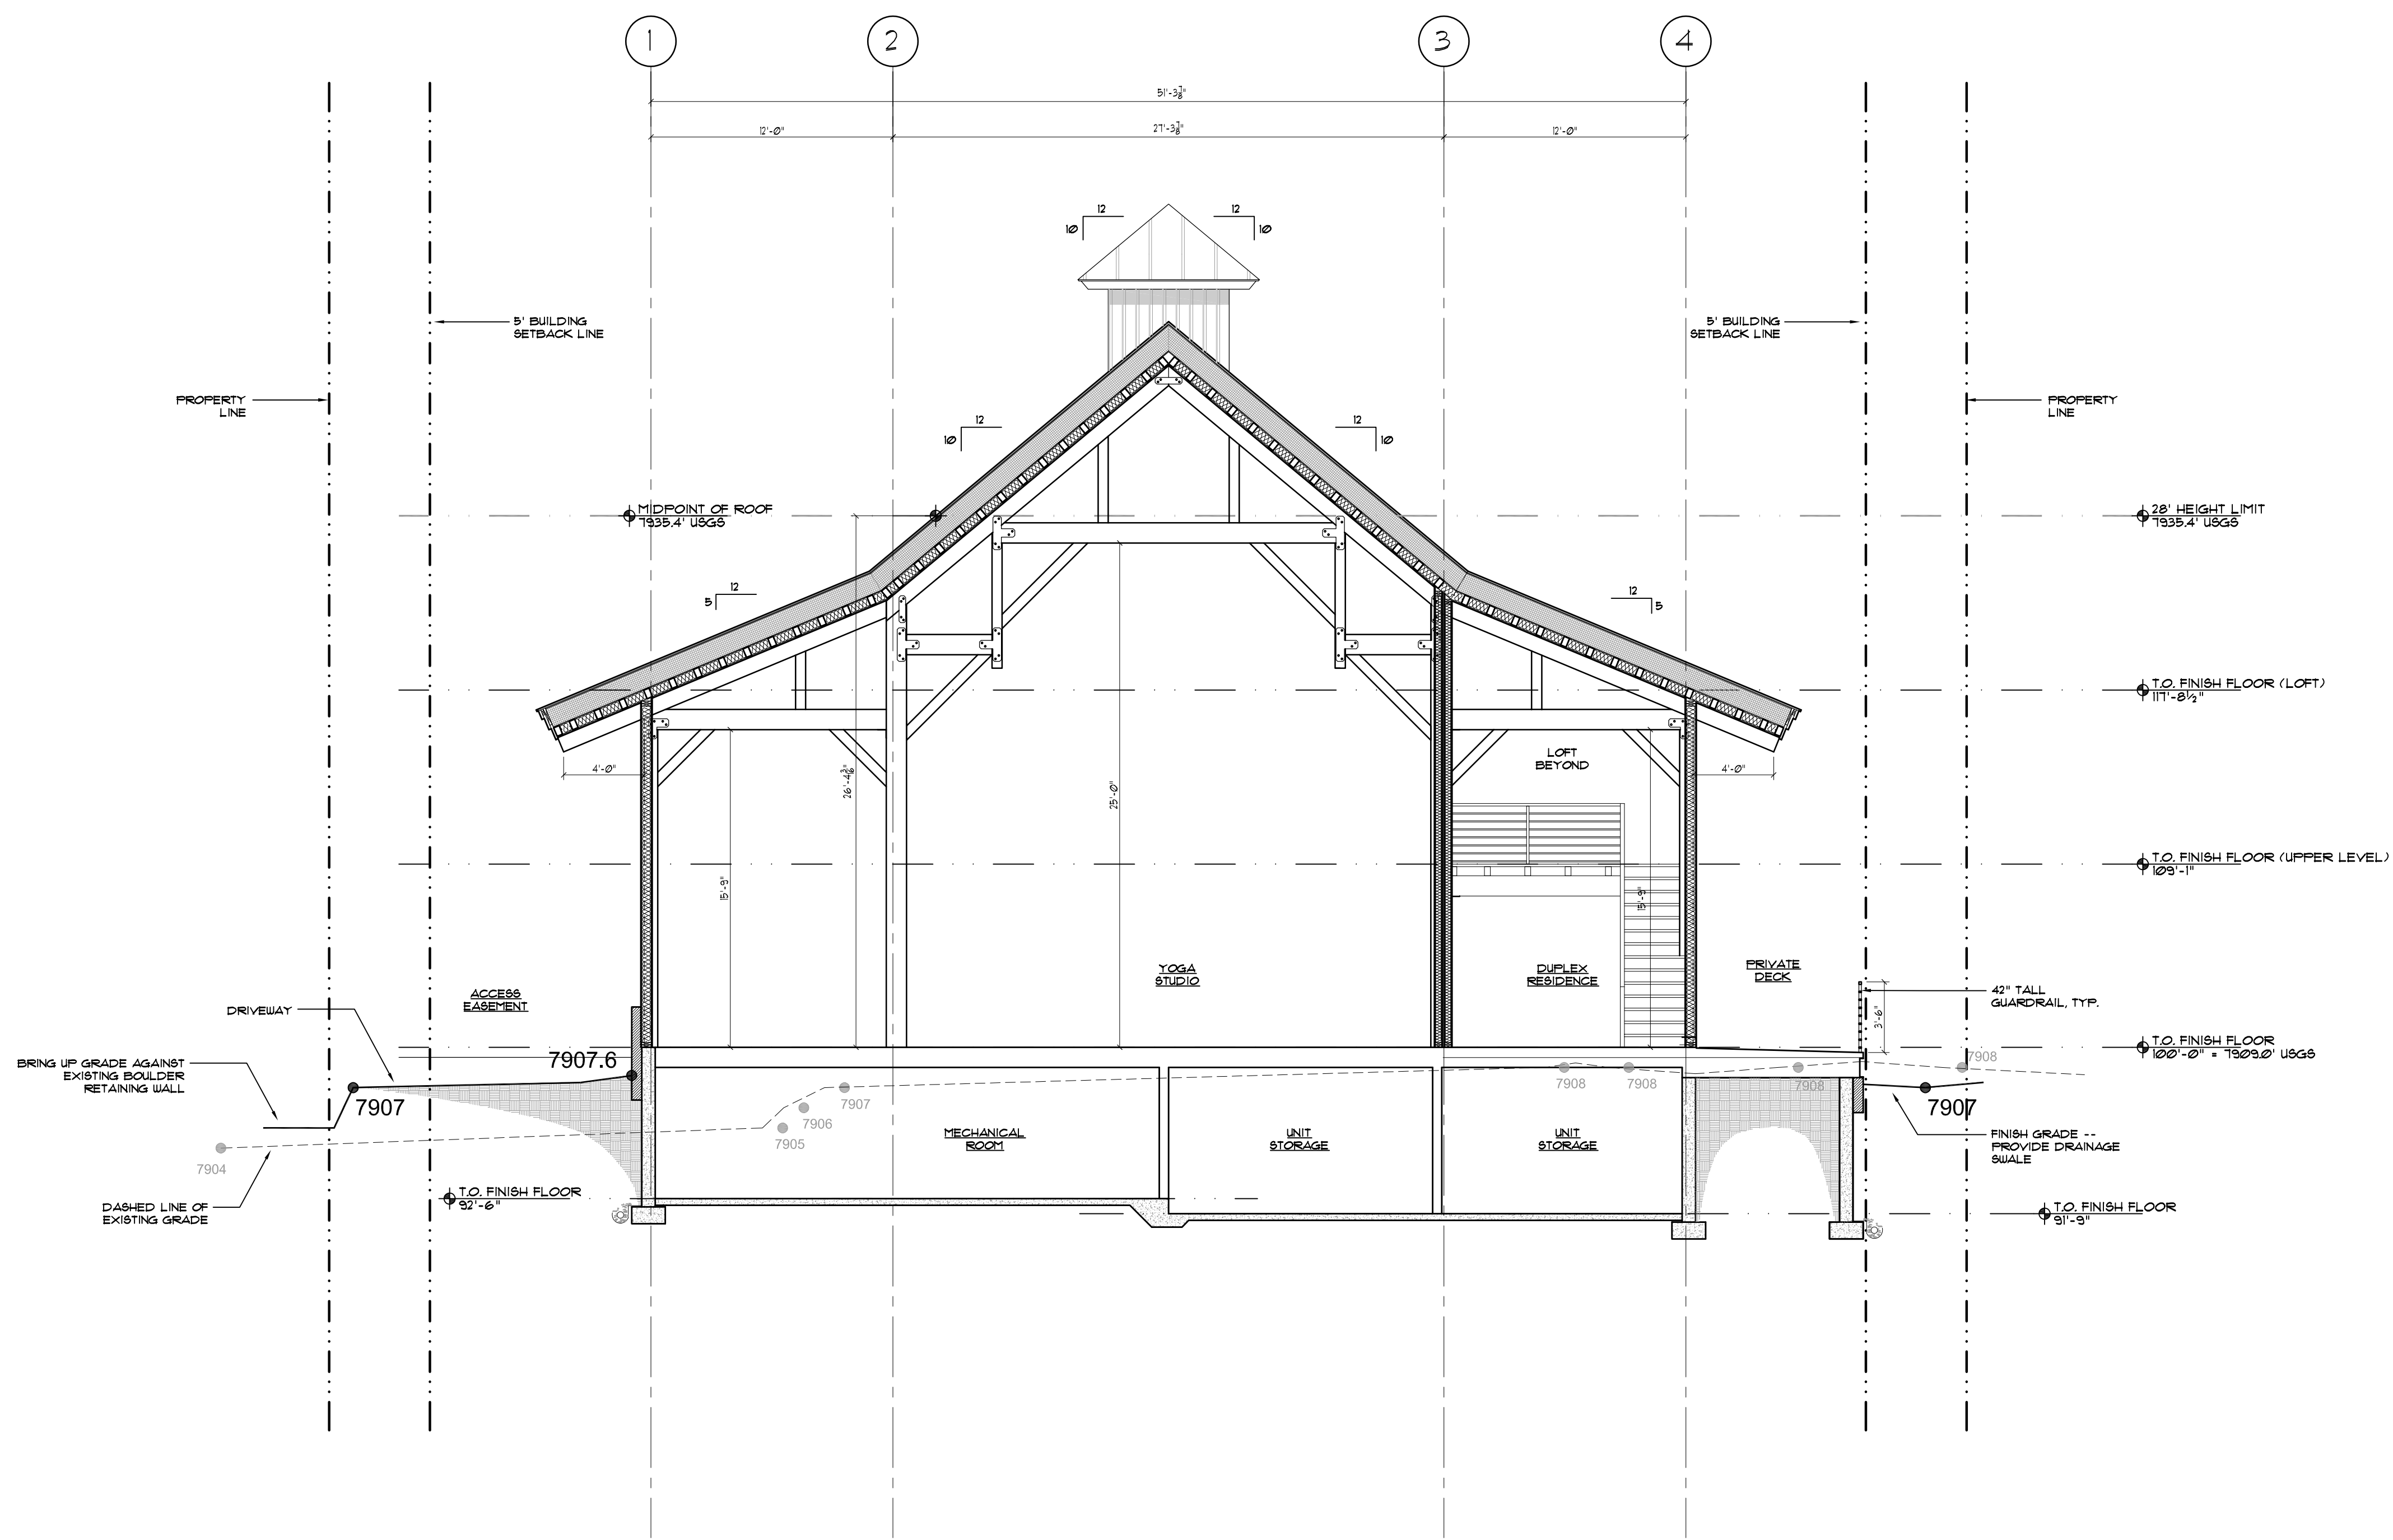 1
2
3
4
51'-3⅞"
12'-0"
27'-3⅞"
12'-0"
12
10
12
10
5' BUILDING
SETBACK LINE
5' BUILDING
SETBACK LINE
PROPERTY
LINE
PROPERTY
LINE
12
10
12
10
MIDPOINT OF ROOF
7935.4' USGS
28' HEIGHT LIMIT
7935.4' USGS
12
5
12
5
T.O. FINISH FLOOR (LOFT)
117'-8½"
4'-0"
26'-4 3/16"
25'-0"
LOFT
BEYOND
4'-0"
T.O. FINISH FLOOR (UPPER LEVEL)
109'-1"
15'-9"
15'-9"
YOGA
STUDIO
DUPLEX
RESIDENCE
PRIVATE
DECK
ACCESS
EASEMENT
DRIVEWAY
42" TALL
GUARDRAIL, TYP.
3'-6"
T.O. FINISH FLOOR
100'-0" = 7909.0' USGS
BRING UP GRADE AGAINST
EXISTING BOULDER
RETAINING WALL
7907.6
7907
7904
7905
7906
7907
7908
7908
7908
7908
7907
MECHANICAL
ROOM
UNIT
STORAGE
UNIT
STORAGE
FINISH GRADE --
PROVIDE DRAINAGE
SWALE
DASHED LINE OF
EXISTING GRADE
T.O. FINISH FLOOR
92'-6"
T.O. FINISH FLOOR
91'-9"